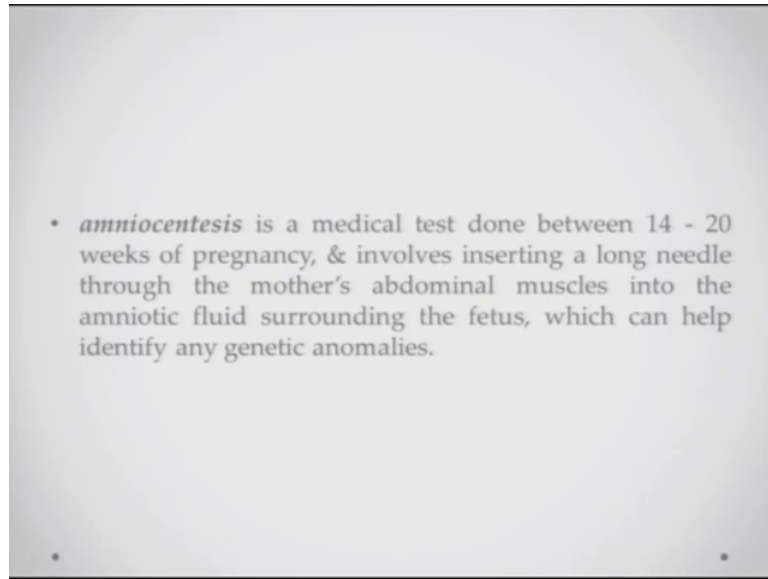 • amniocentesis is a medical test done between 14 - 20
weeks of pregnancy, & involves inserting a long needle
through the mother's abdominal muscles into the
amniotic fluid surrounding the fetus, which can help
identify any genetic anomalies.